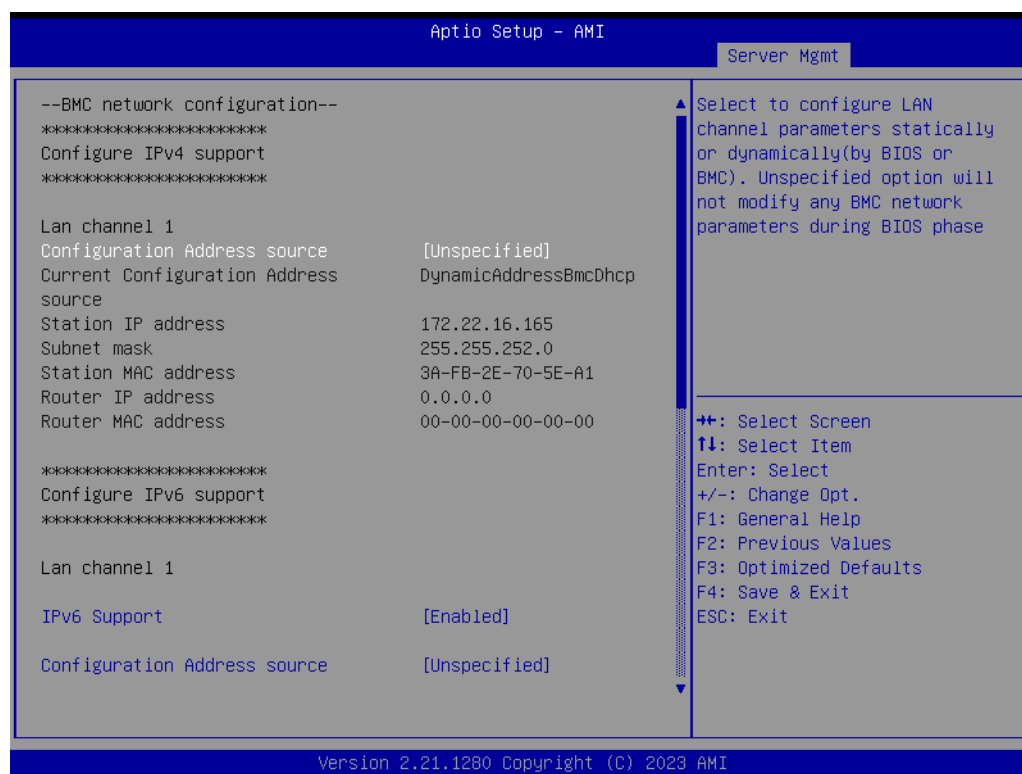 Aptio Setup - AMI
Server Mgmt
--BMC network configuration--
**********************
Configure IPv4 support
**********************
Lan channel 1
Configuration Address source [Unspecified]
Current Configuration Address DynamicAddressBmcDhcp
source
Station IP address 172.22.16.165
Subnet mask 255.255.252.0
Station MAC address 3A-FB-2E-70-5E-A1
Router IP address 0.0.0.0
Router MAC address 00-00-00-00-00-00
**********************
Configure IPv6 support
**********************
Lan channel 1
IPv6 Support [Enabled]
Configuration Address source [Unspecified]
Select to configure LAN
channel parameters statically
or dynamically(by BIOS or
BMC). Unspecified option will
not modify any BMC network
parameters during BIOS phase
→←: Select Screen
↑↓: Select Item
Enter: Select
+/-: Change Opt.
F1: General Help
F2: Previous Values
F3: Optimized Defaults
F4: Save & Exit
ESC: Exit
Version 2.21.1280 Copyright (C) 2023 AMI